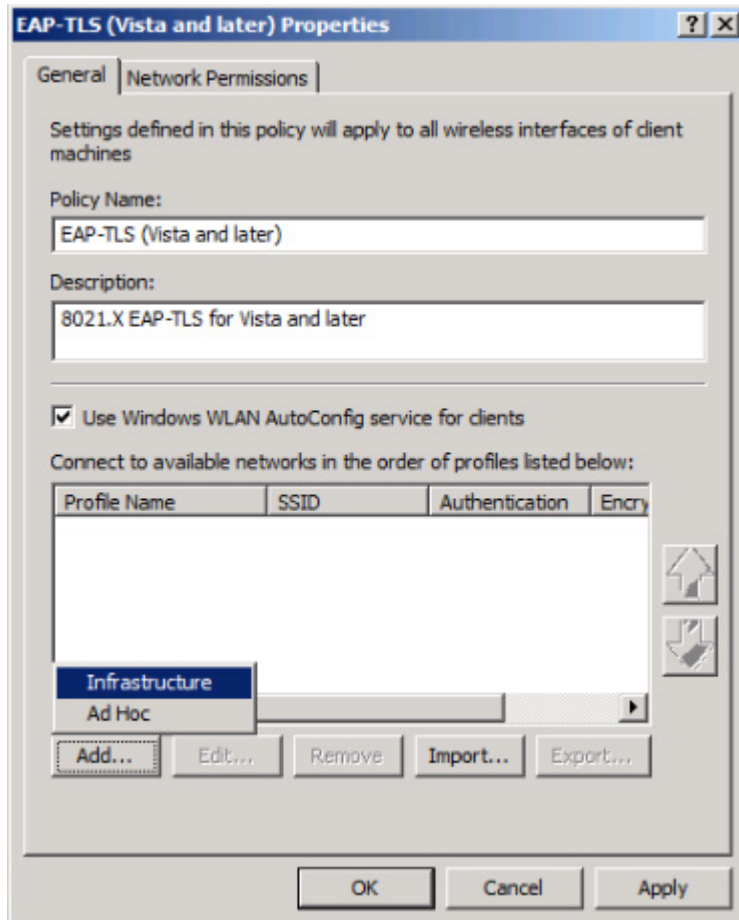 EAP-TLS (Vista and later) Properties
General
Network Permissions
Settings defined in this policy will apply to all wireless interfaces of client
machines
Policy Name:
EAP-TLS (Vista and later)
Description:
8021.X EAP-TLS for Vista and later
Use Windows WLAN AutoConfig service for clients
Connect to available networks in the order of profiles listed below:
Profile Name SSID Authentication Encry
Infrastructure
Ad Hoc
Add... Edit... Remove Import... Export...
OK Cancel Apply